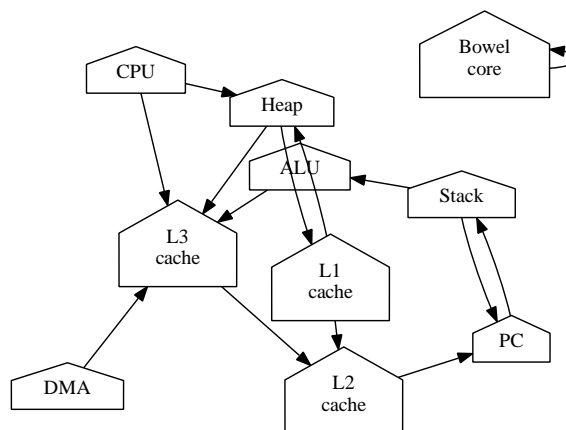 Bowel
core
CPU
Heap
ALU
Stack
L3
cache
L1
cache
PC
DMA
L2
cache